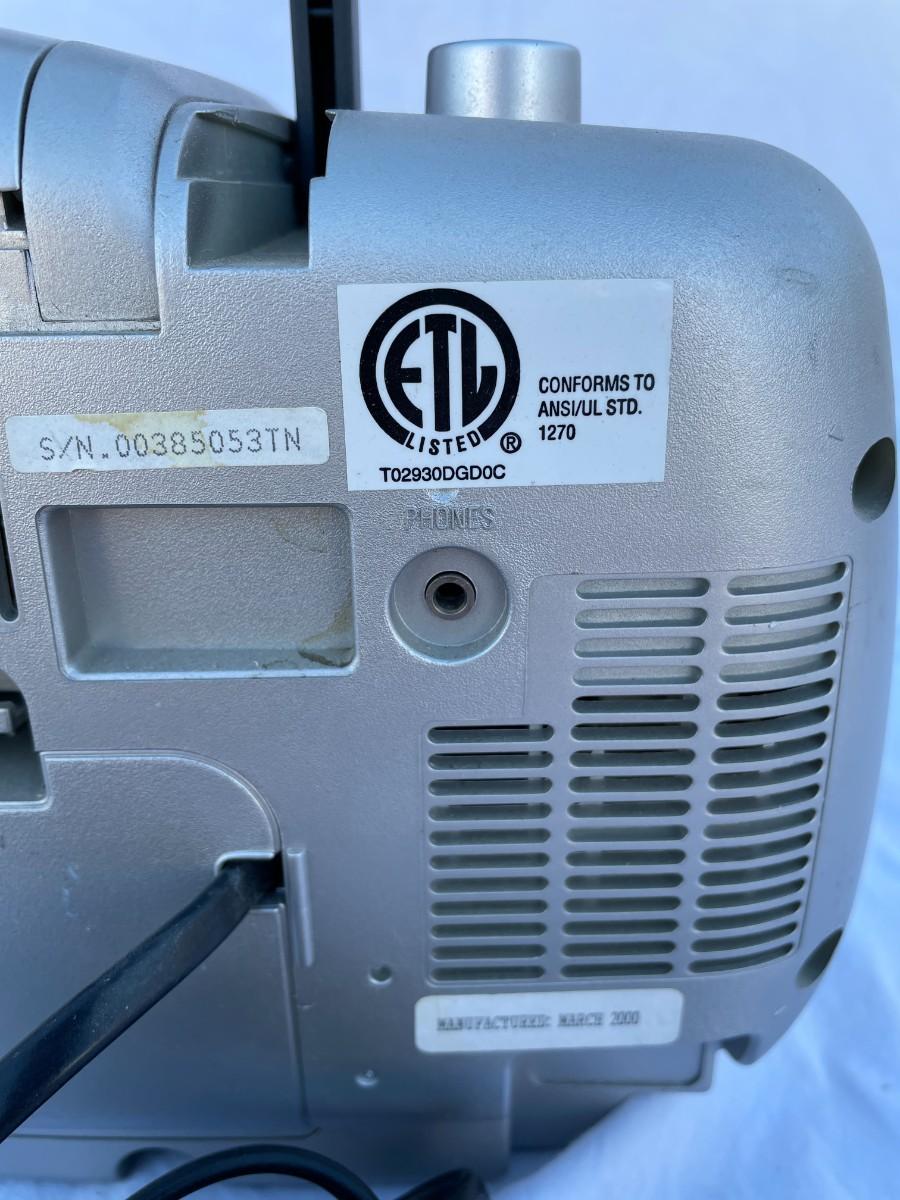 ETL
LISTED ®
CONFORMS TO
ANSI/UL STD.
1270
T02930DGD0C
S/N.00385053TN
PHONES
MANUFACTURED: MARCH 2000